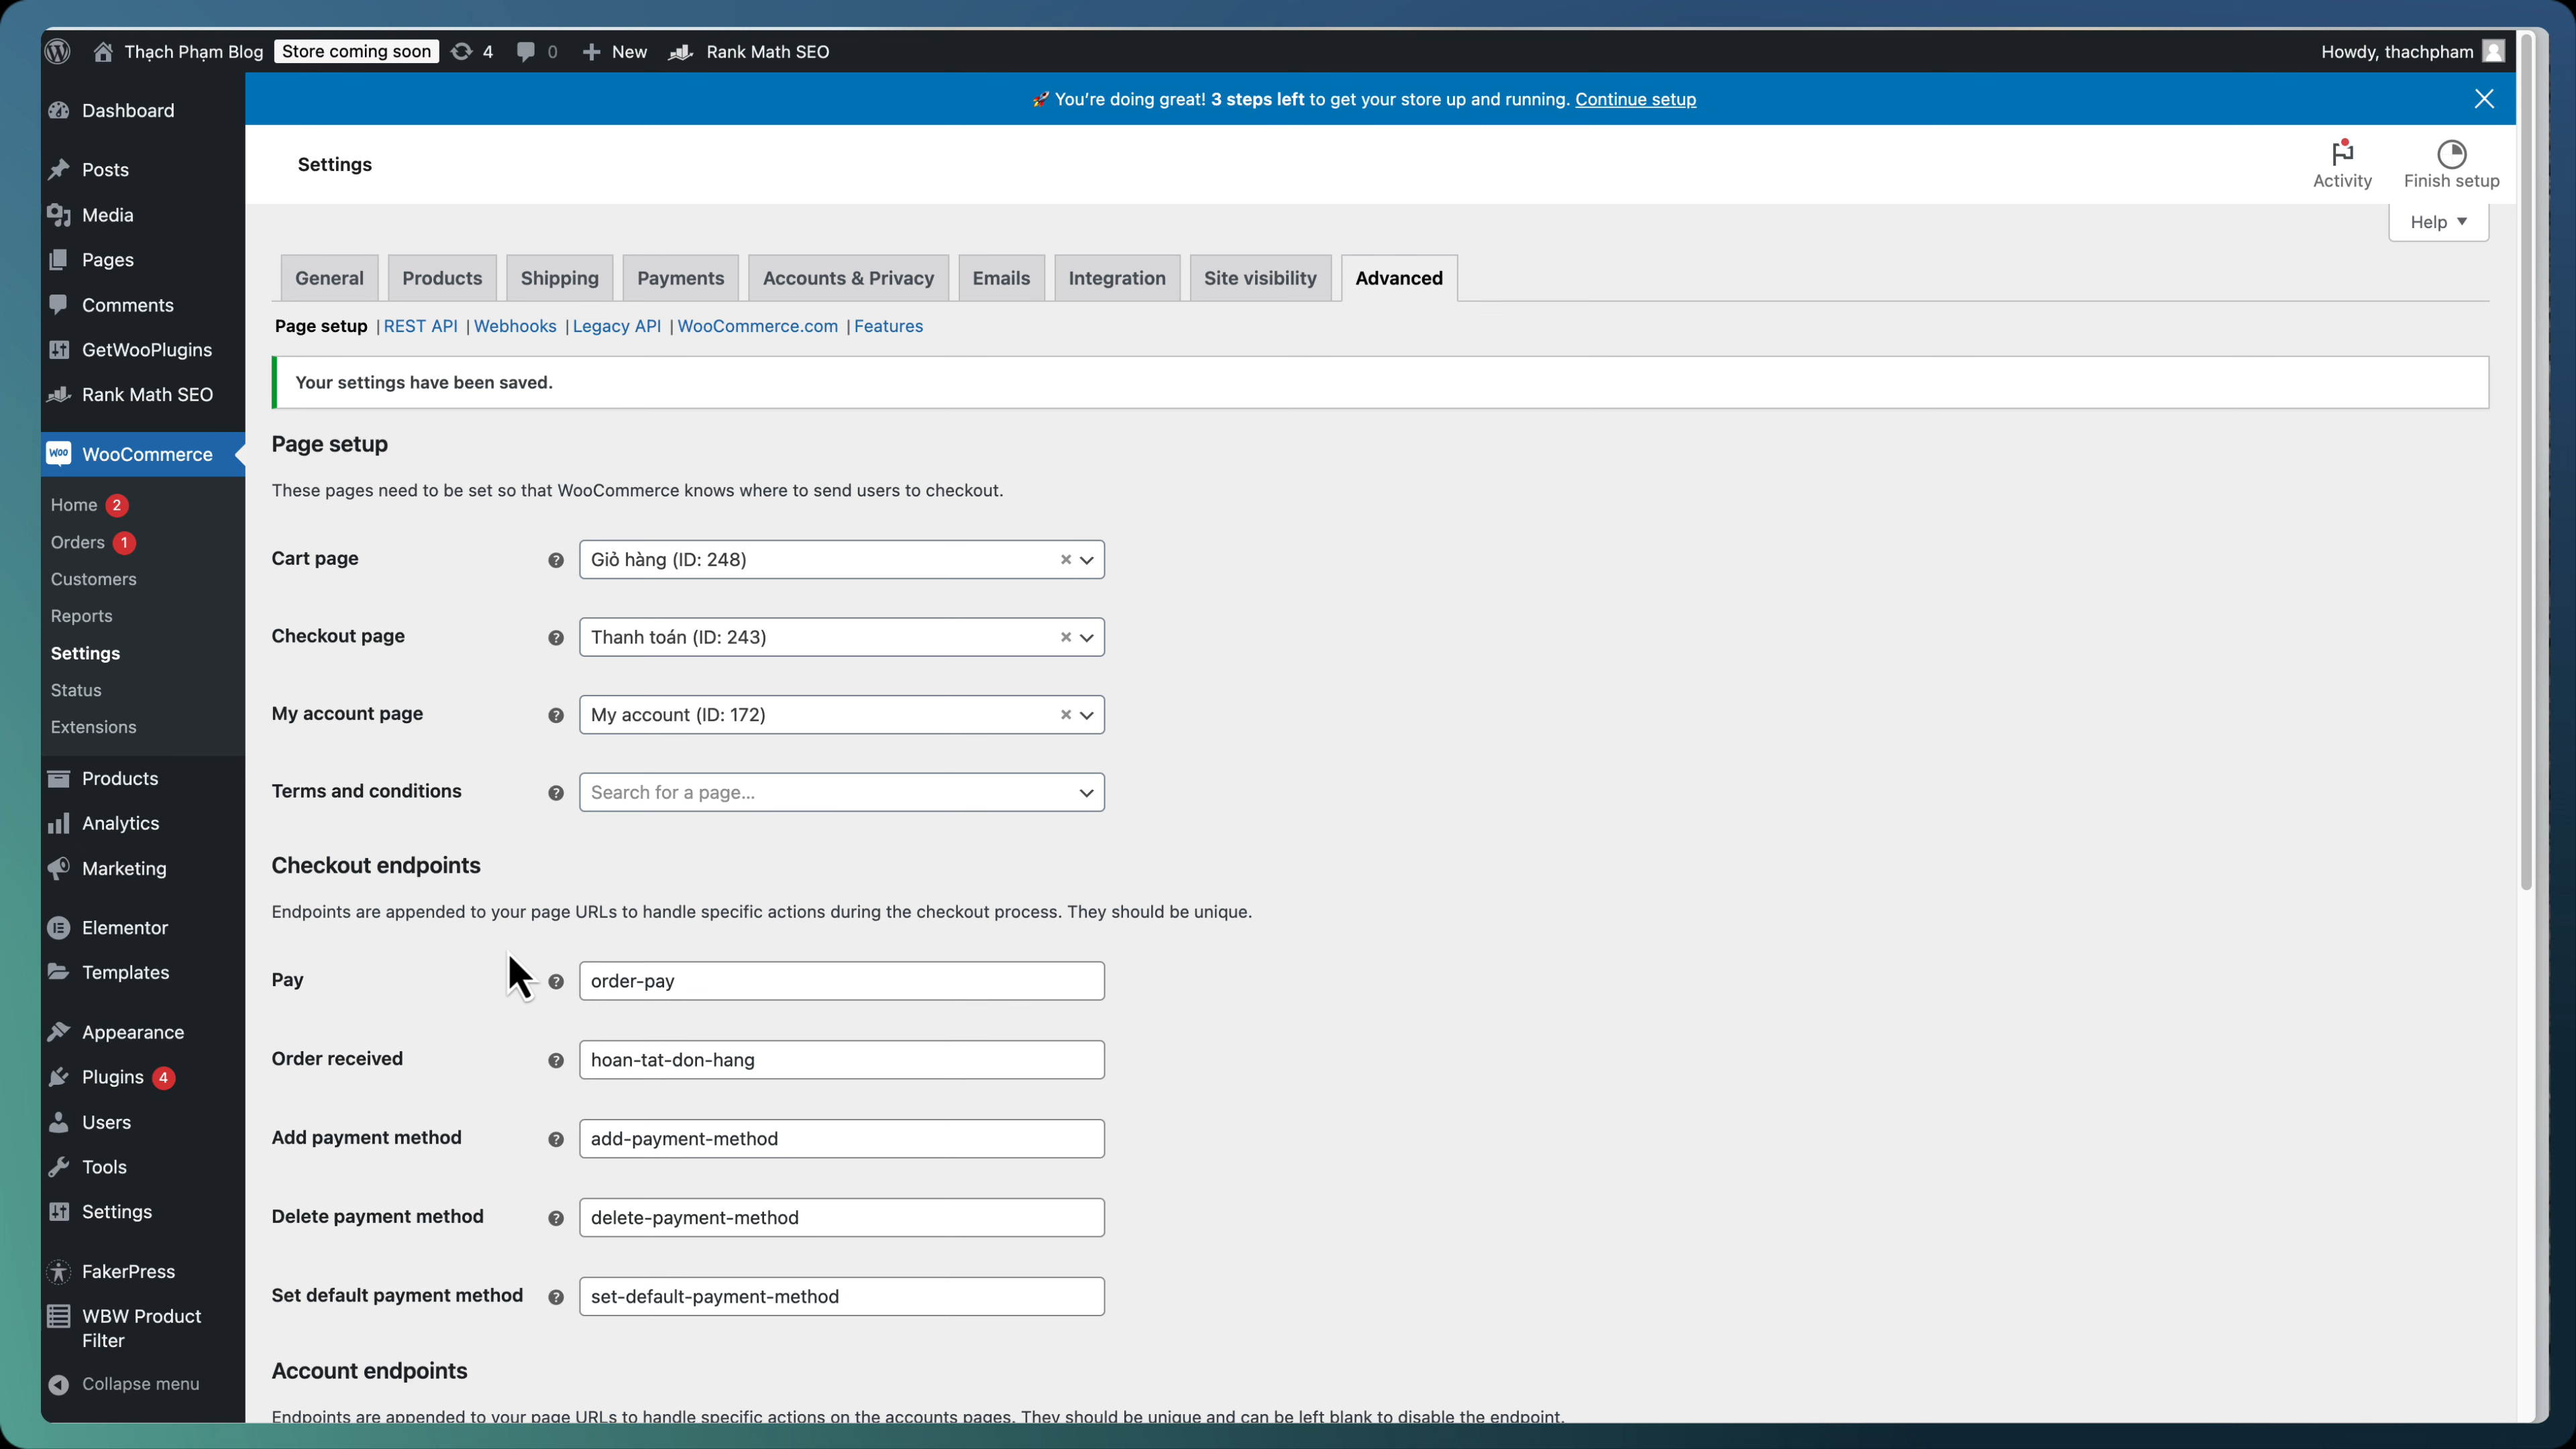 Thạch Phạm Blog Store coming soon 4 0 New Rank Math SEO Howdy, thachpham
🚀 You're doing great! 3 steps left to get your store up and running. Continue setup
Settings
Activity
Finish setup
Help
General Products Shipping Payments Accounts & Privacy Emails Integration Site visibility Advanced
Page setup | REST API | Webhooks | Legacy API | WooCommerce.com | Features
Your settings have been saved.
Page setup
These pages need to be set so that WooCommerce knows where to send users to checkout.
Cart page ? Giỏ hàng (ID: 248) ×
Checkout page ? Thanh toán (ID: 243) ×
My account page ? My account (ID: 172) ×
Terms and conditions ? Search for a page...
Checkout endpoints
Endpoints are appended to your page URLs to handle specific actions during the checkout process. They should be unique.
Pay ? order-pay
Order received ? hoan-tat-don-hang
Add payment method ? add-payment-method
Delete payment method ? delete-payment-method
Set default payment method ? set-default-payment-method
Account endpoints
Endpoints are appended to your page URLs to handle specific actions on the accounts pages. They should be unique and can be left blank to disable the endpoint.
Dashboard
Posts
Media
Pages
Comments
GetWooPlugins
Rank Math SEO
Woo WooCommerce
Home 2
Orders 1
Customers
Reports
Settings
Status
Extensions
Products
Analytics
Marketing
Elementor
Templates
Appearance
Plugins 4
Users
Tools
Settings
FakerPress
WBW Product
Filter
Collapse menu